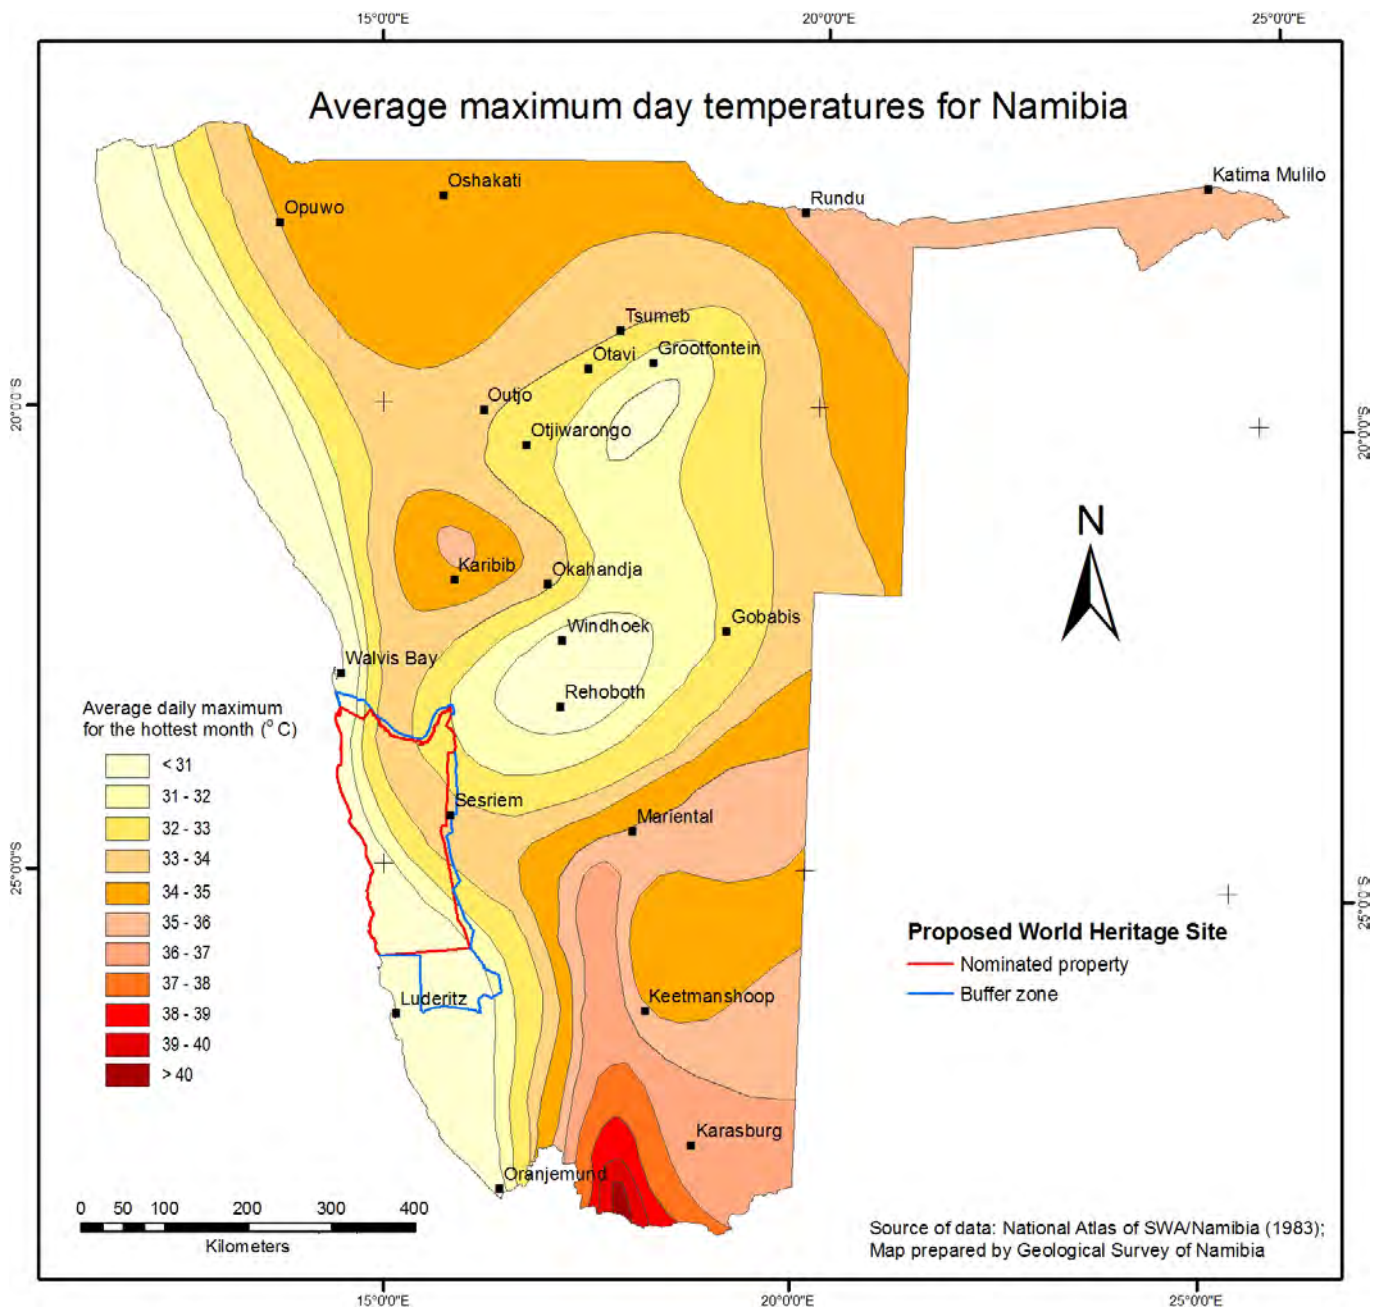 15°0'0"E
20°0'0"E
25°0'0"E
Average maximum day temperatures for Namibia
Katima Mulilo
Oshakati
Rundu
Opuwo
Tsumeb
Grootfontein
Otavi
Outjo
20°0'0"S
20°0'0"S
Otjiwarongo
N
Karibib
Okahandja
Gobabis
Windhoek
Walvis Bay
Rehoboth
Average daily maximum
for the hottest month (°C)
< 31
31 - 32
32 - 33
33 - 34
34 - 35
35 - 36
36 - 37
37 - 38
38 - 39
39 - 40
> 40
Sesriem
Mariental
25°0'0"S
25°0'0"S
Proposed World Heritage Site
Nominated property
Buffer zone
Luderitz
Keetmanshoop
Karasburg
Oranjemund
0 50 100 200 300 400
Kilometers
Source of data: National Atlas of SWA/Namibia (1983);
Map prepared by Geological Survey of Namibia
15°0'0"E
20°0'0"E
25°0'0"E